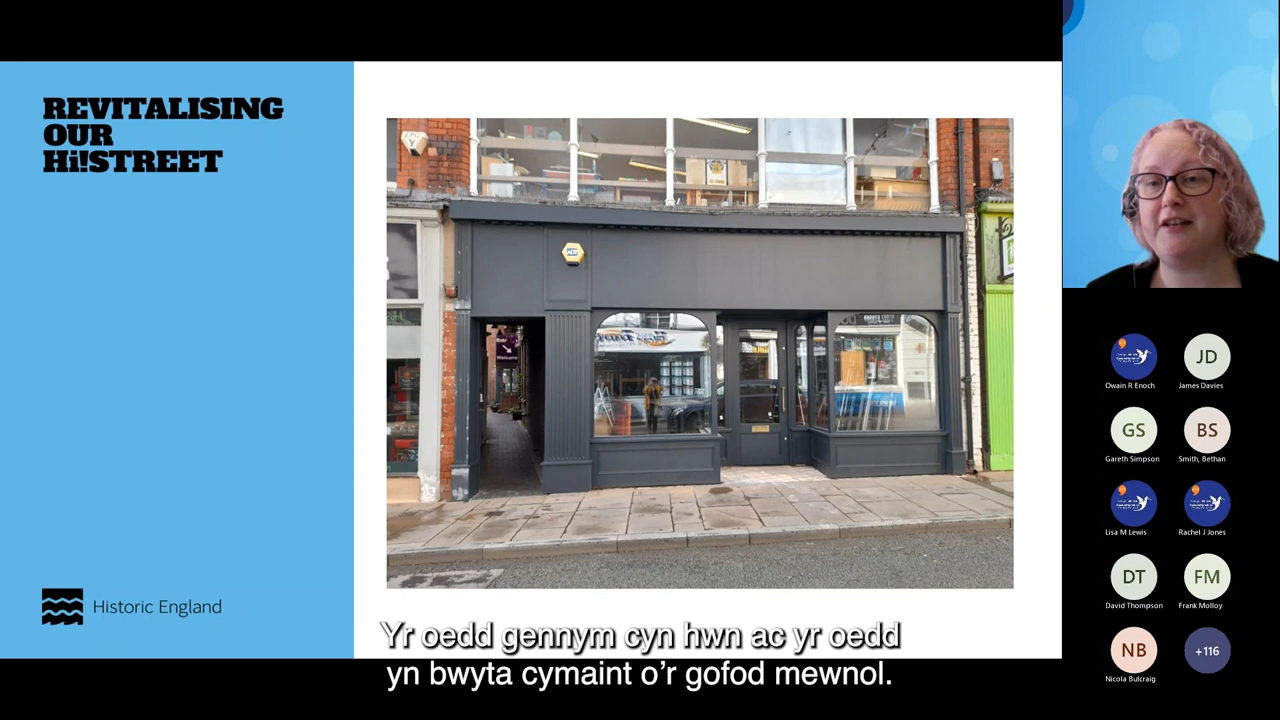 REVITALISING
OUR
Hi!STREET
Historic England
Welcome
Yr oedd gennym cyn hwn ac yr oedd
yn bwyta cymaint o'r gofod mewnol.
Owain R Enoch
JD
James Davies
GS
Gareth Simpson
BS
Smith, Bethan
Lisa M Lewis
Rachel J Jones
DT
David Thompson
FM
Frank Molloy
NB
Nicola Bulcraig
+116